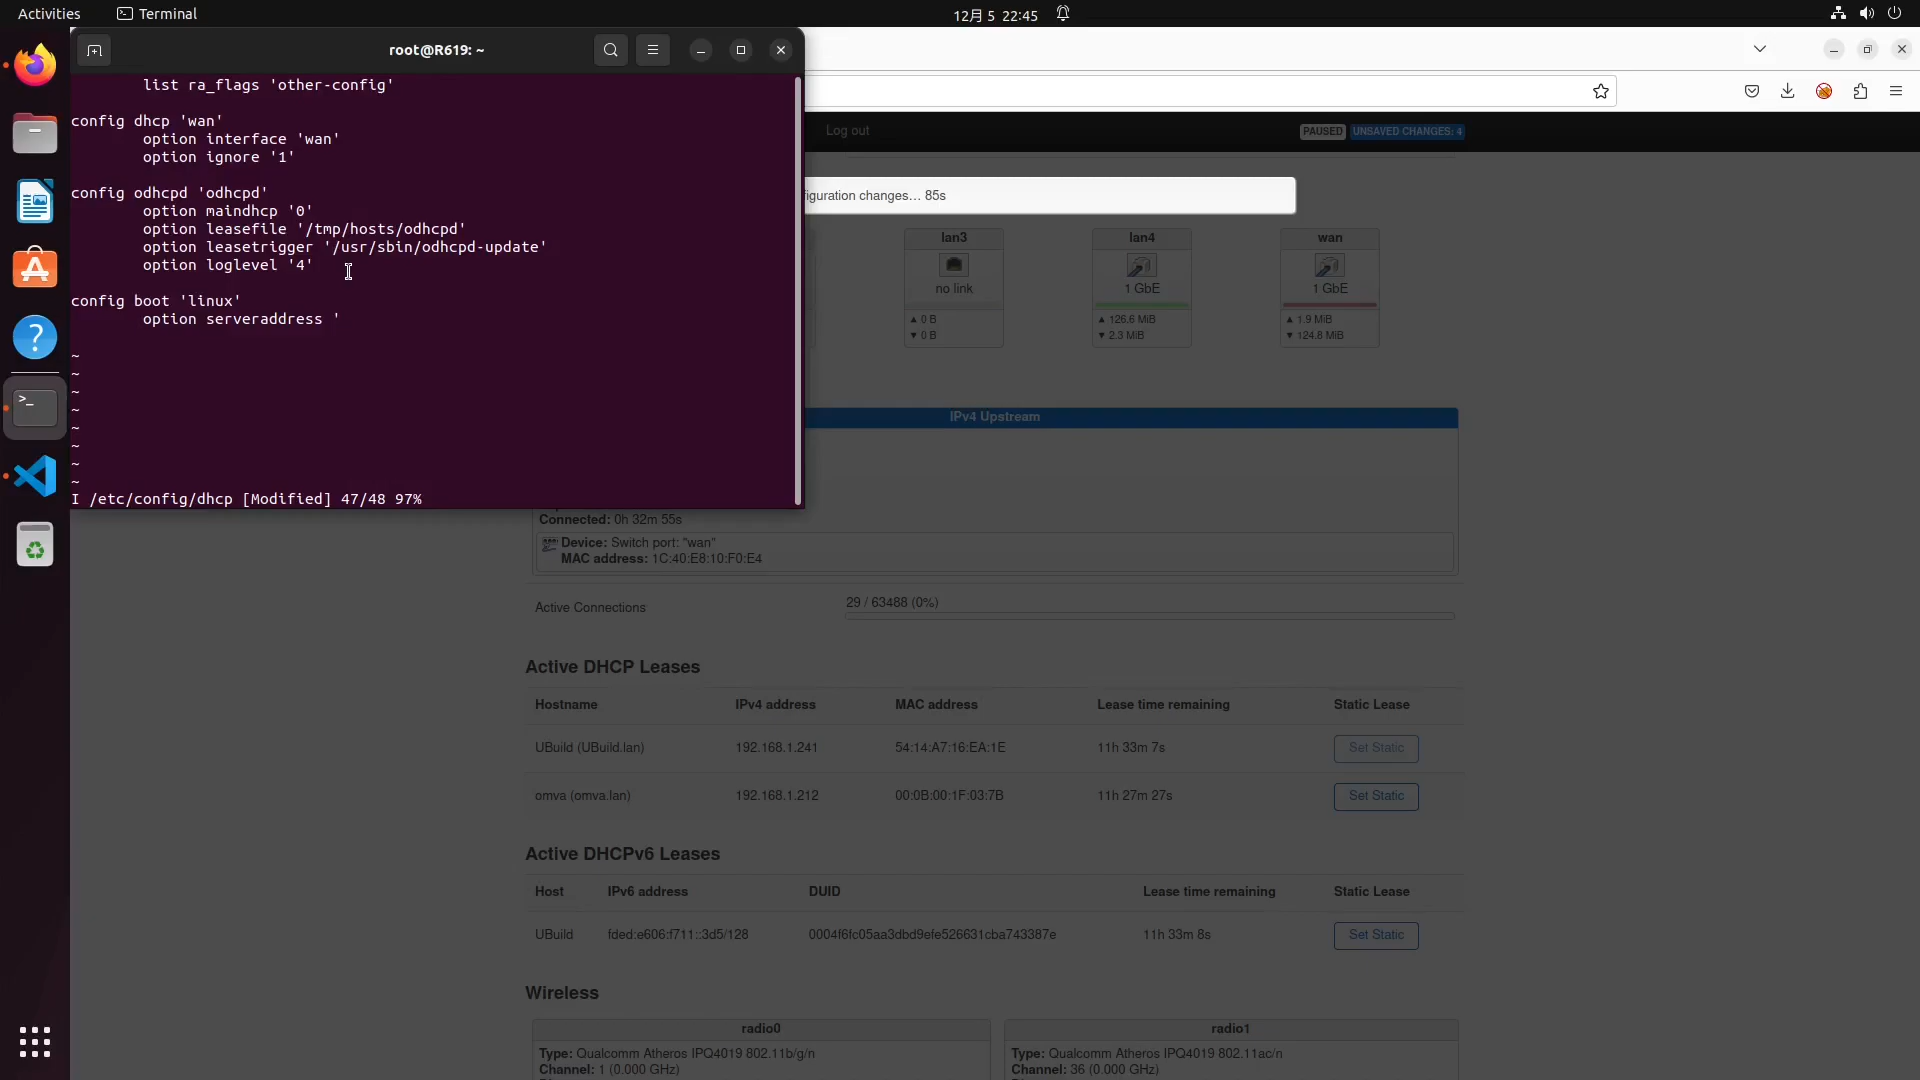 Activities
Terminal
12月 5 22:45
root@R619: ~
list ra_flags 'other-config'
config dhcp 'wan'
option interface 'wan'
option ignore '1'
config odhcpd 'odhcpd'
option maindhcp '0'
option leasefile '/tmp/hosts/odhcpd'
option leasetrigger '/usr/sbin/odhcpd-update'
option loglevel '4'
config boot 'linux'
option serveraddress '
~
~
~
~
~
~
~
~
I /etc/config/dhcp [Modified] 47/48 97%
Log out
PAUSED
UNSAVED CHANGES: 4
figuration changes… 85s
lan3
no link
▲ 0 B
▼ 0 B
lan4
1 GbE
▲ 126.6 MiB
▼ 2.3 MiB
wan
1 GbE
▲ 1.9 MiB
▼ 124.8 MiB
IPv4 Upstream
Connected: 0h 32m 55s
Device: Switch port: "wan"
MAC address: 1C:40:E8:10:F0:E4
Active Connections
29 / 63488 (0%)
Active DHCP Leases
Hostname IPv4 address MAC address Lease time remaining Static Lease
UBuild (UBuild.lan) 192.168.1.241 54:14:A7:16:EA:1E 11h 33m 7s Set Static
omva (omva.lan) 192.168.1.212 00:0B:00:1F:03:7B 11h 27m 27s Set Static
Active DHCPv6 Leases
Host IPv6 address DUID Lease time remaining Static Lease
UBuild fded:e606:f711::3d5/128 0004f6fc05aa3dbd9efe526631cba743387e 11h 33m 8s Set Static
Wireless
radio0
Type: Qualcomm Atheros IPQ4019 802.11b/g/n
Channel: 1 (0.000 GHz)
radio1
Type: Qualcomm Atheros IPQ4019 802.11ac/n
Channel: 36 (0.000 GHz)